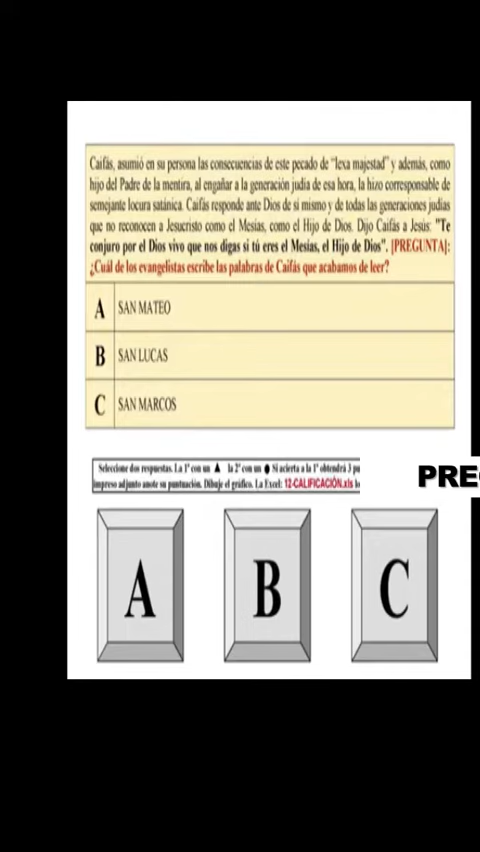 Caifás, asumió en su persona las consecuencias de este pecado de "lexa majestad" y además, como
hijo del Padre de la mentira, al engañar a la generación judía de esa hora, la hizo corresponsable de
semejante locura satánica. Caifás responde ante Dios de si mismo y de todas las generaciones judías
que no reconocen a Jesucristo como el Mesías, como el Hijo de Dios. Dijo Caifás a Jesús: "Te
conjuro por el Dios vivo que nos digas si tú eres el Mesías, el Hijo de Dios". [PREGUNTA]:
¿Cuál de los evangelistas escribe las palabras de Caifás que acabamos de leer?
A SAN MATEO
B SAN LUCAS
C SAN MARCOS
Seleccione dos respuestas. La 1ª con un ▲ la 2ª con un ● Si acierta a la 1ª obtendrá 3 pu
impreso adjunto anote su puntuación. Dibuje el gráfico. La Excel: 12-CALIFICACIÓN.xls
PRE
A B C